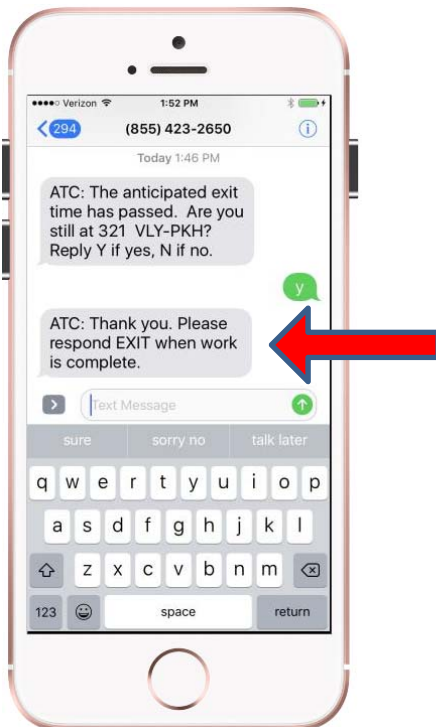 Verizon 1:52 PM
294 (855) 423-2650 i
Today 1:46 PM
ATC: The anticipated exit
time has passed. Are you
still at 321 VLY-PKH?
Reply Y if yes, N if no.
y
ATC: Thank you. Please
respond EXIT when work
is complete.
Text Message
sure sorry no talk later
q w e r t y u i o p
a s d f g h j k l
z x c v b n m
123 space return